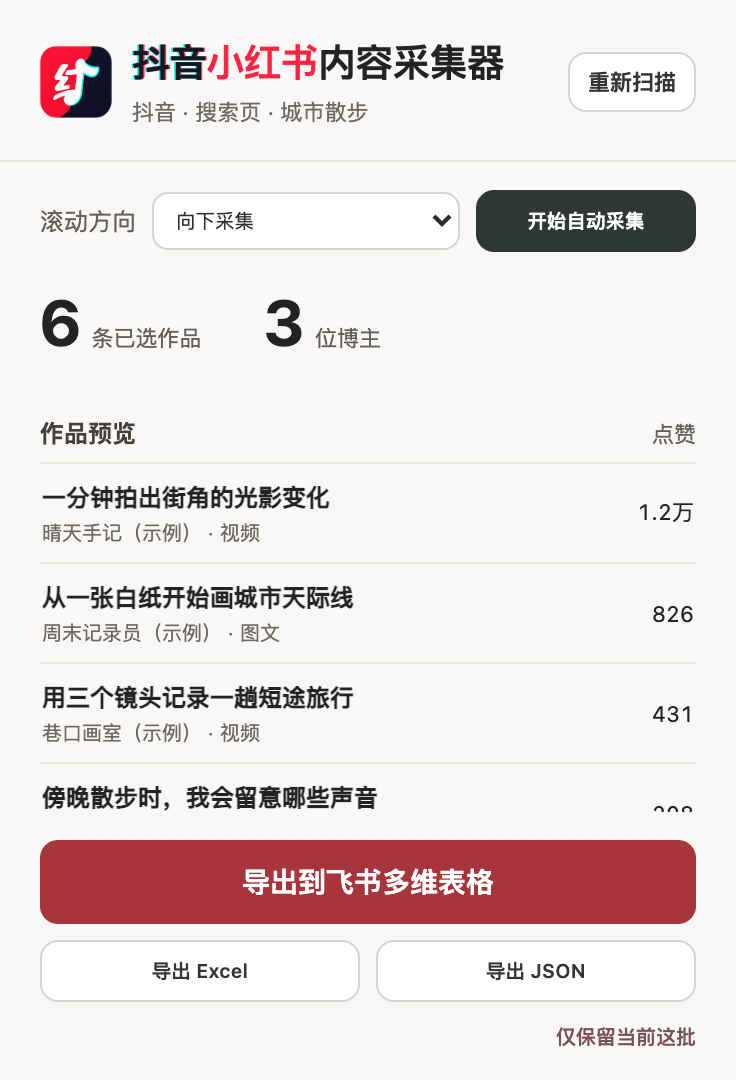 抖音小红书内容采集器
抖音 · 搜索页 · 城市散步
重新扫描
滚动方向
向下采集
开始自动采集
6 条已选作品
3 位博主
作品预览
点赞
一分钟拍出街角的光影变化
晴天手记（示例） · 视频
1.2万
从一张白纸开始画城市天际线
周末记录员（示例） · 图文
826
用三个镜头记录一趟短途旅行
巷口画室（示例） · 视频
431
傍晚散步时，我会留意哪些声音
导出到飞书多维表格
导出 Excel
导出 JSON
仅保留当前这批